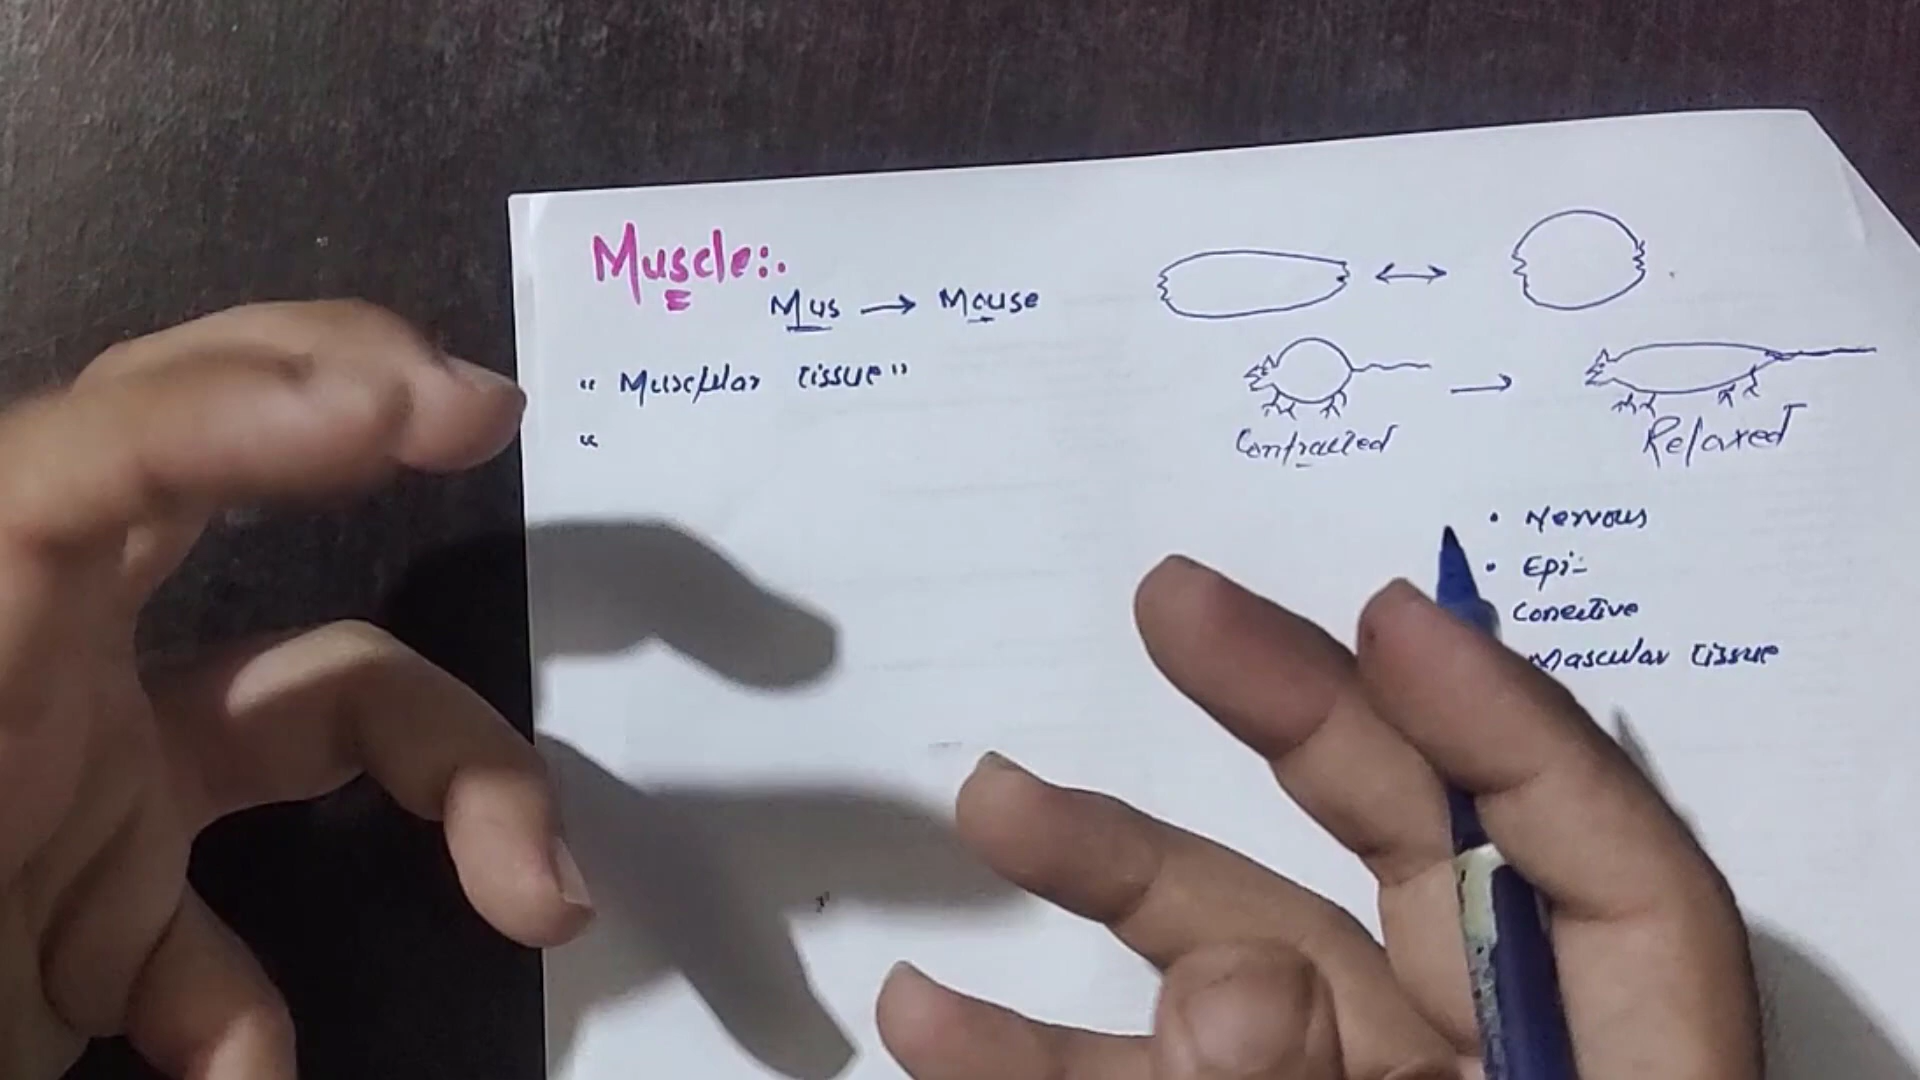 Muscle:.
Mus → Mouse
“ Muscular tissue”
“
Contracted
Relaxed
• Nervous
• Epi-
Conective
Mascular tissue